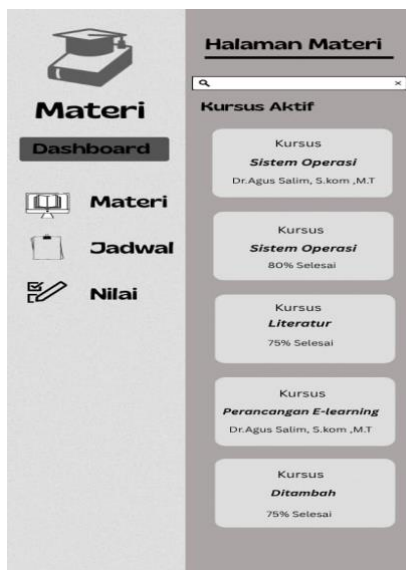 Materi
Dashboard
Materi
Jadwal
Nilai
Halaman Materi
Kursus Aktif
Kursus
Sistem Operasi
Dr.Agus Salim, S.kom ,M.T
Kursus
Sistem Operasi
80% Selesai
Kursus
Literatur
75% Selesai
Kursus
Perancangan E-learning
Dr.Agus Salim, S.kom ,M.T
Kursus
Ditambah
75% Selesai